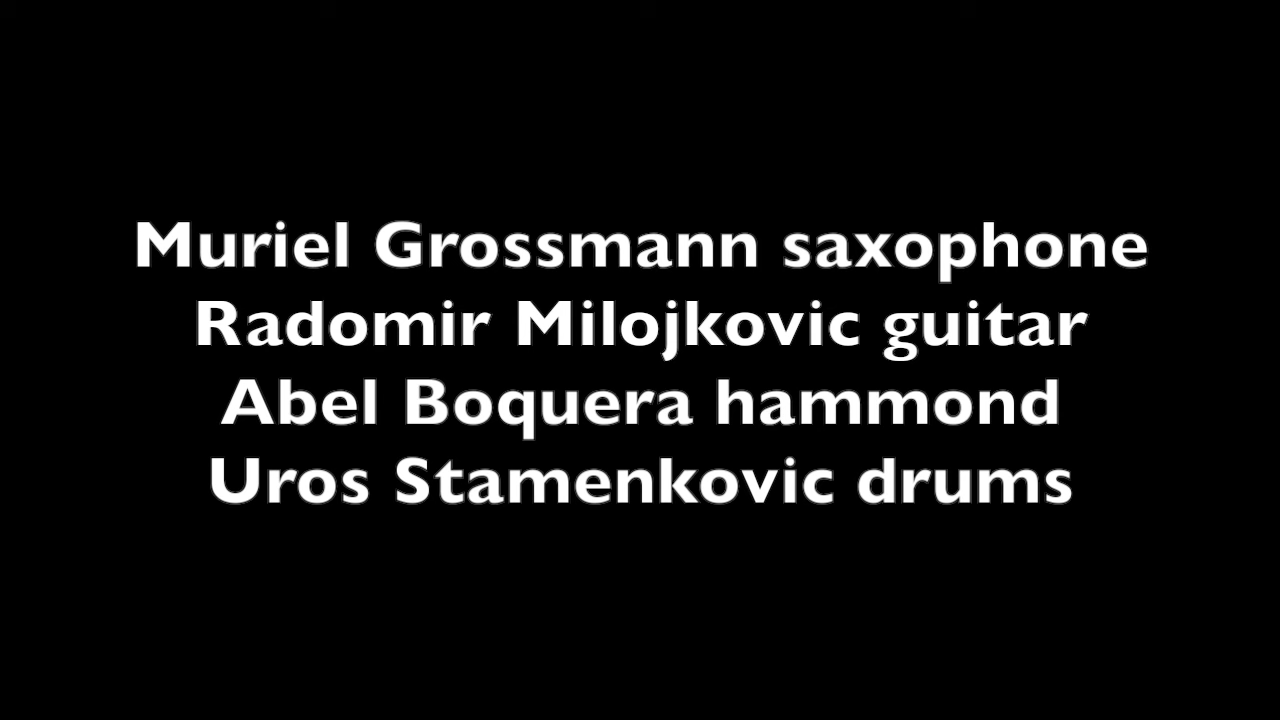 Muriel Grossmann saxophone
Radomir Milojkovic guitar
Abel Boquera hammond
Uros Stamenkovic drums